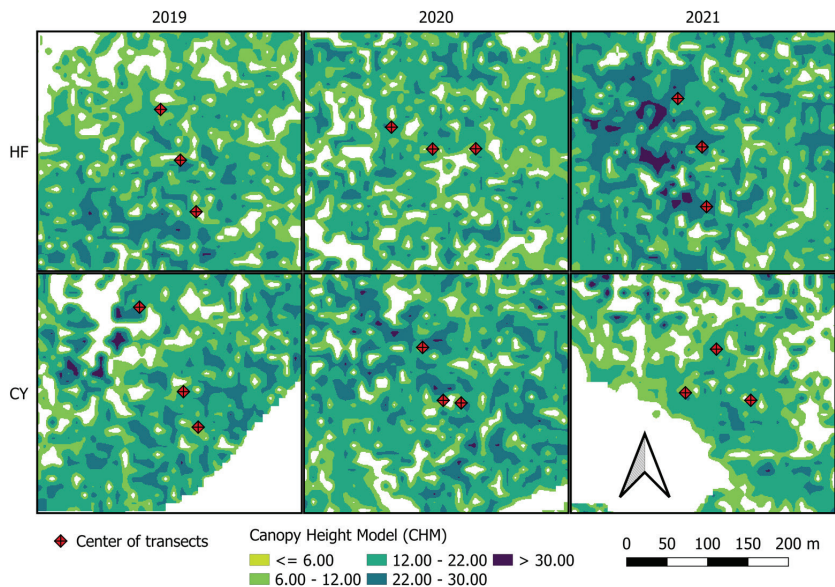 2019 2020 2021
HF
CY
Center of transects
Canopy Height Model (CHM)
<= 6.00 12.00 - 22.00 > 30.00
6.00 - 12.00 22.00 - 30.00
0 50 100 150 200 m